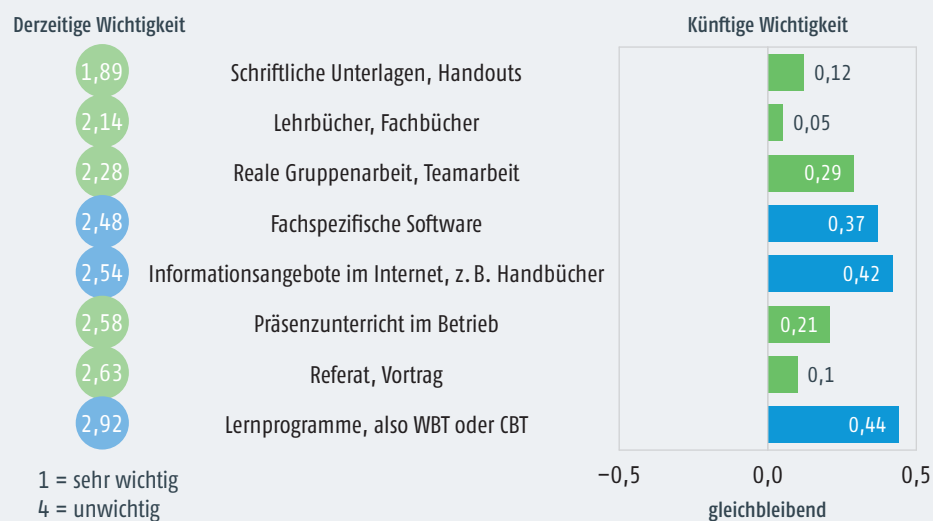 Derzeitige Wichtigkeit Künftige Wichtigkeit
1,89 Schriftliche Unterlagen, Handouts 0,12
2,14 Lehrbücher, Fachbücher 0,05
2,28 Reale Gruppenarbeit, Teamarbeit 0,29
2,48 Fachspezifische Software 0,37
2,54 Informationsangebote im Internet, z. B. Handbücher 0,42
2,58 Präsenzunterricht im Betrieb 0,21
2,63 Referat, Vortrag 0,1
2,92 Lernprogramme, also WBT oder CBT 0,44
1 = sehr wichtig
4 = unwichtig
−0,5 0,0 0,5
gleichbleibend